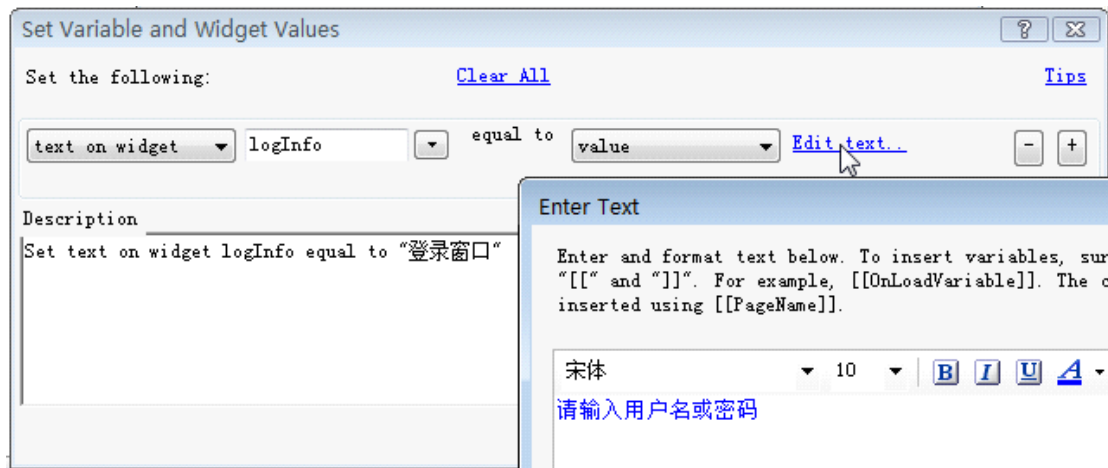 Set Variable and Widget Values
Set the following: Clear All Tips
text on widget logInfo equal to value Edit text..
Description
Set text on widget logInfo equal to “登录窗口“
Enter Text
Enter and format text below. To insert variables, sur
"[[" and "]]". For example, [[OnLoadVariable]]. The c
inserted using [[PageName]].
宋体 10 B I U A
请输入用户名或密码